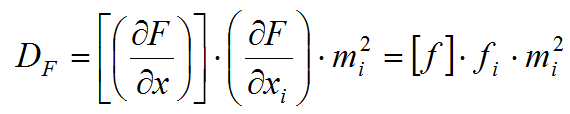 D_F = [(∂F/∂x)] · (∂F/∂x_i) · m_i^2 = [f] · f_i · m_i^2